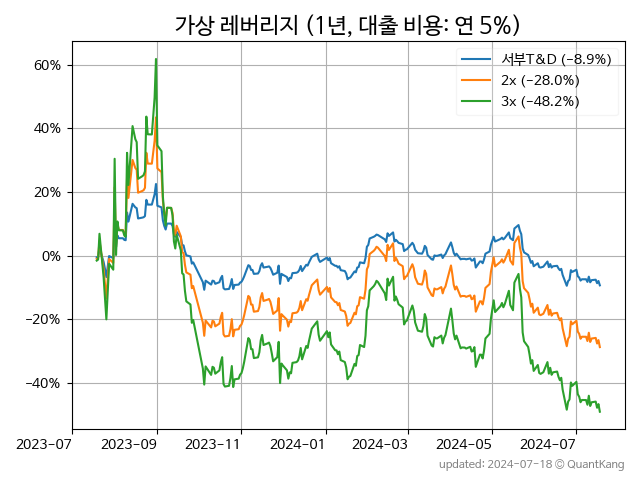 가상 레버리지 (1년, 대출 비용: 연 5%)
서부T&D (−8.9%)
2x (−28.0%)
3x (−48.2%)
60%
40%
20%
0%
−20%
−40%
2023-07 2023-09 2023-11 2024-01 2024-03 2024-05 2024-07
updated: 2024-07-18 © QuantKang